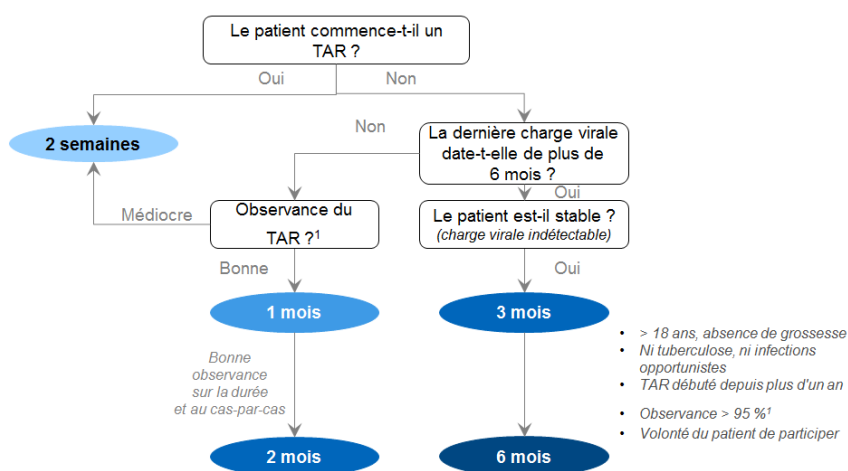 Le patient commence-t-il un
TAR ?
Oui
Non
Non
La dernière charge virale
date-t-elle de plus de
6 mois ?
2 semaines
Oui
Médiocre
Observance du
TAR ?¹
Le patient est-il stable ?
(charge virale indétectable)
Bonne
Oui
1 mois
3 mois
• > 18 ans, absence de grossesse
• Ni tuberculose, ni infections
opportunistes
• TAR débuté depuis plus d'un an
• Observance > 95 %¹
• Volonté du patient de participer
Bonne
observance
sur la durée
et au cas-par-cas
2 mois
6 mois